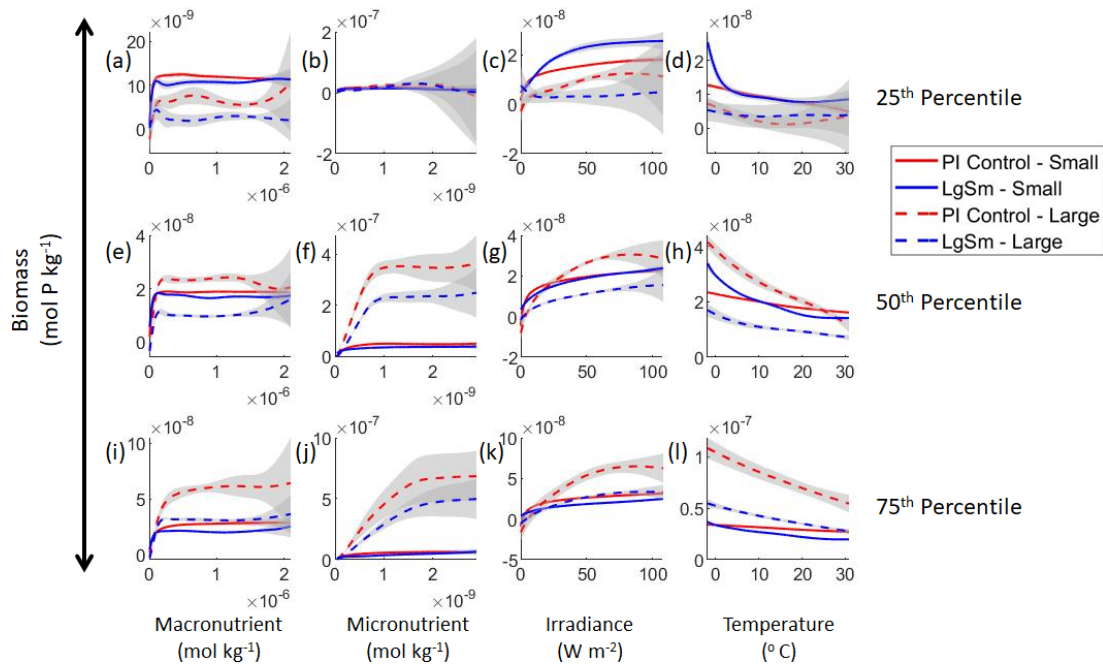 ×10⁻⁹
×10⁻⁷
×10⁻⁸
×10⁻⁸
(a)
20
10
0
0 1 2
×10⁻⁶
(b)
2
0
-2
0 1 2
×10⁻⁹
(c)
2
0
-2
0 50 100
(d)
2
1
0
0 10 20 30
25th Percentile
PI Control - Small
LgSm - Small
PI Control - Large
LgSm - Large
Biomass
(mol P kg⁻¹)
×10⁻⁸
×10⁻⁷
×10⁻⁸
×10⁻⁸
(e)
4
2
0
0 1 2
×10⁻⁶
(f)
4
2
0
0 1 2
×10⁻⁹
(g)
4
2
0
-2
0 50 100
(h)
4
2
0
0 10 20 30
50th Percentile
×10⁻⁸
×10⁻⁷
×10⁻⁸
×10⁻⁷
(i)
10
5
0
0 1 2
×10⁻⁶
(j)
10
5
0
0 1 2
×10⁻⁹
(k)
10
5
0
-5
0 50 100
(l)
1
0.5
0
0 10 20 30
75th Percentile
Macronutrient
(mol kg⁻¹)
Micronutrient
(mol kg⁻¹)
Irradiance
(W m⁻²)
Temperature
(° C)